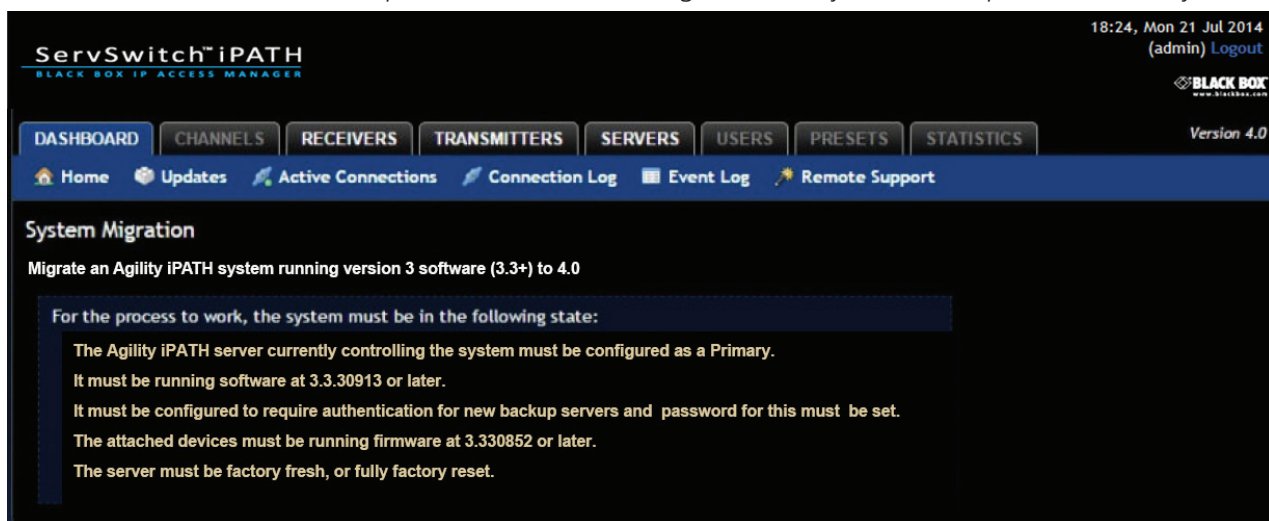 18:24, Mon 21 Jul 2014
(admin) Logout
ServSwitch™ iPATH
BLACK BOX IP ACCESS MANAGER
BLACK BOX
www.blackbox.com
DASHBOARD CHANNELS RECEIVERS TRANSMITTERS SERVERS USERS PRESETS STATISTICS Version 4.0
Home Updates Active Connections Connection Log Event Log Remote Support
System Migration
Migrate an Agility iPATH system running version 3 software (3.3+) to 4.0
For the process to work, the system must be in the following state:
The Agility iPATH server currently controlling the system must be configured as a Primary.
It must be running software at 3.3.30913 or later.
It must be configured to require authentication for new backup servers and password for this must be set.
The attached devices must be running firmware at 3.330852 or later.
The server must be factory fresh, or fully factory reset.